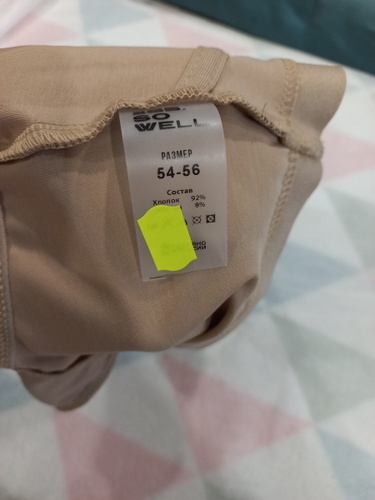 SO
WELL
РАЗМЕР
54-56
Состав
Хлопок 92%
8%